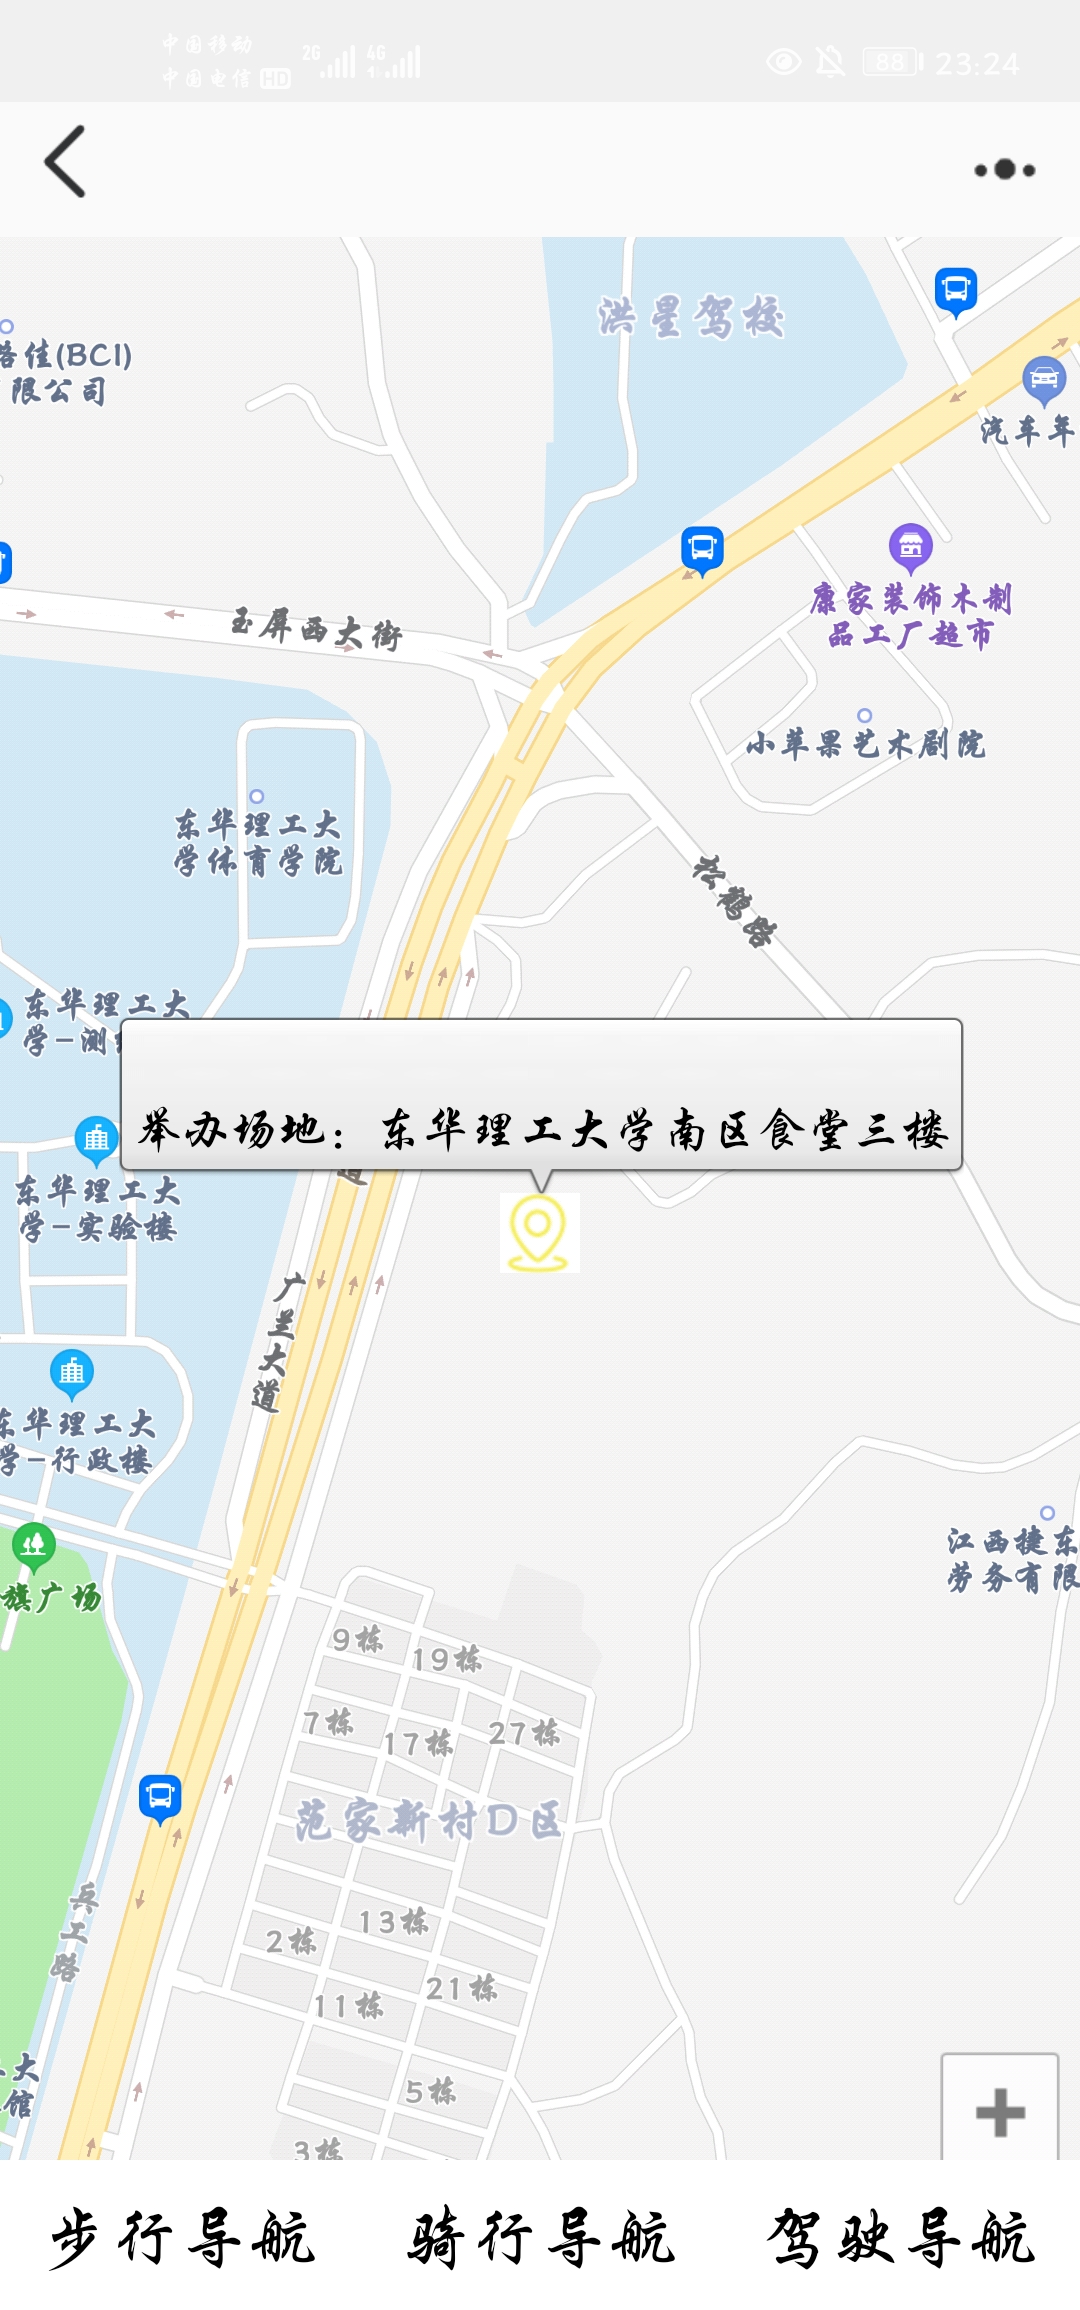 中国移动
中国电信 HD
2G
4G
88
23:24
洛佳(BCI)
限公司
洪星驾校
汽车年
康家装饰木制
品工厂超市
玉屏西大街
小苹果艺术剧院
东华理工大
学体育学院
松鹤路
东华理工大
学-测
举办场地：东华理工大学南区食堂三楼
道
东华理工大
学-实验楼
广兰大道
东华理工大
学-行政楼
江西捷东
劳务有限
旗广场
9栋
19栋
7栋
17栋
27栋
范家新村D区
兵工路
13栋
2栋
21栋
11栋
大
馆
5栋
3栋
步行导航
骑行导航
驾驶导航